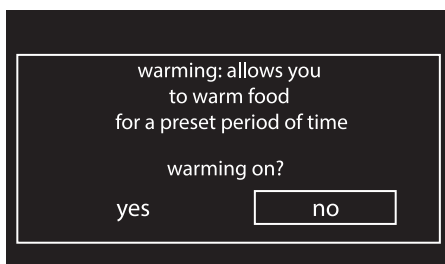 warming: allows you
to warm food
for a preset period of time
warming on?
yes no